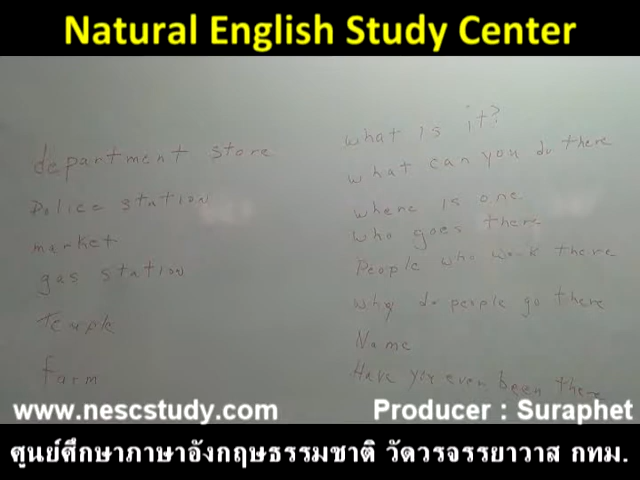 Natural English Study Center
department store
Police station
market
gas station
Temple
farm
what is it?
what can you do there
where is one
who goes there
People who work there
why do people go there
Name
Have you even been there
www.nescstudy.com
Producer : Suraphet
ศูนย์ศึกษาภาษาอังกฤษธรรมชาติ วัดวรจรรยาวาส กทม.